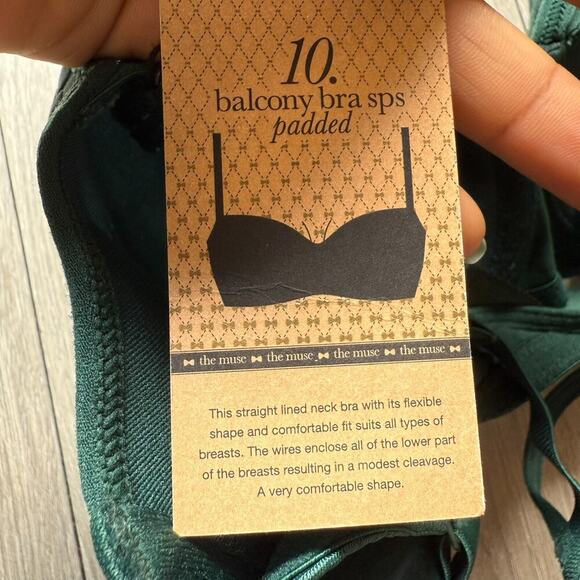 10.
balcony bra sps
padded
the muse the muse the muse the muse
This straight lined neck bra with its flexible
shape and comfortable fit suits all types of
breasts. The wires enclose all of the lower part
of the breasts resulting in a modest cleavage.
A very comfortable shape.